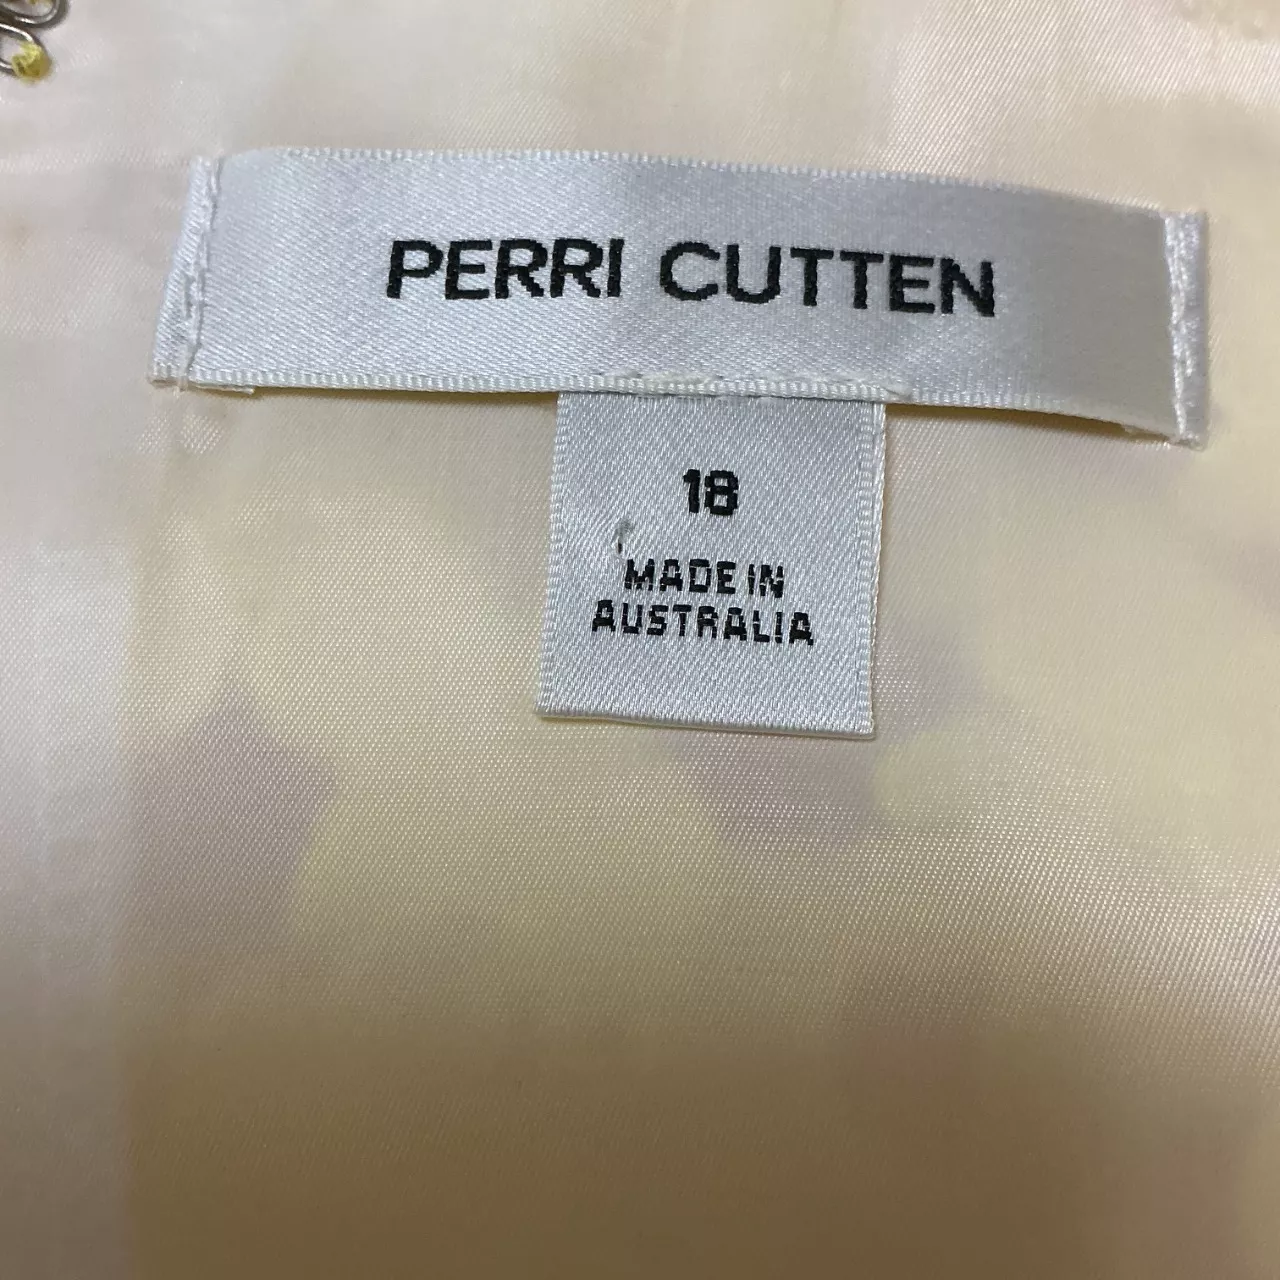 PERRI CUTTEN
18
MADE IN
AUSTRALIA